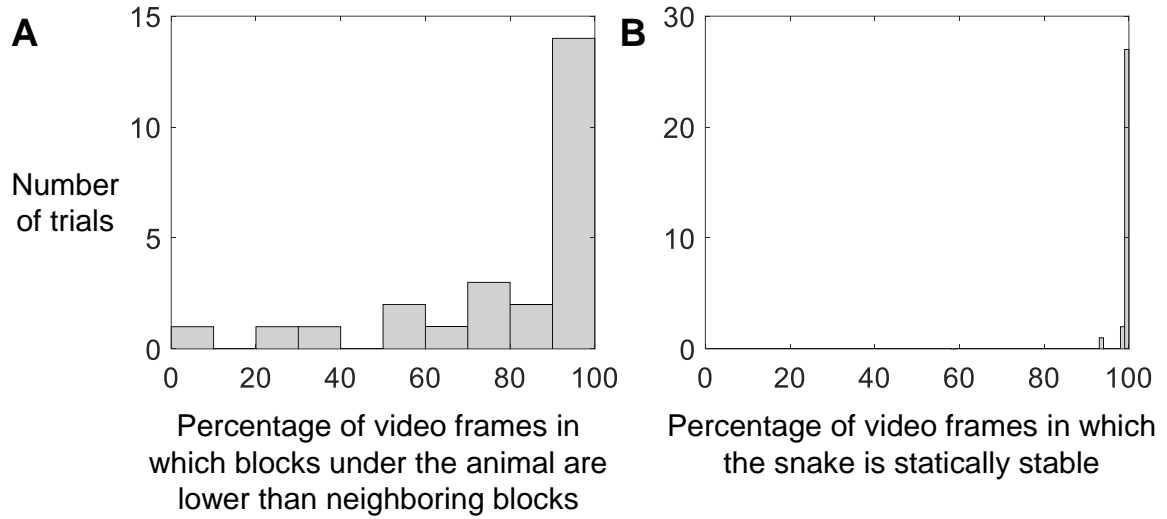 A
15
10
5
0
0 20 40 60 80 100
Number
of trials
Percentage of video frames in
which blocks under the animal are
lower than neighboring blocks
B
30
20
10
0
0 20 40 60 80 100
Percentage of video frames in which
the snake is statically stable